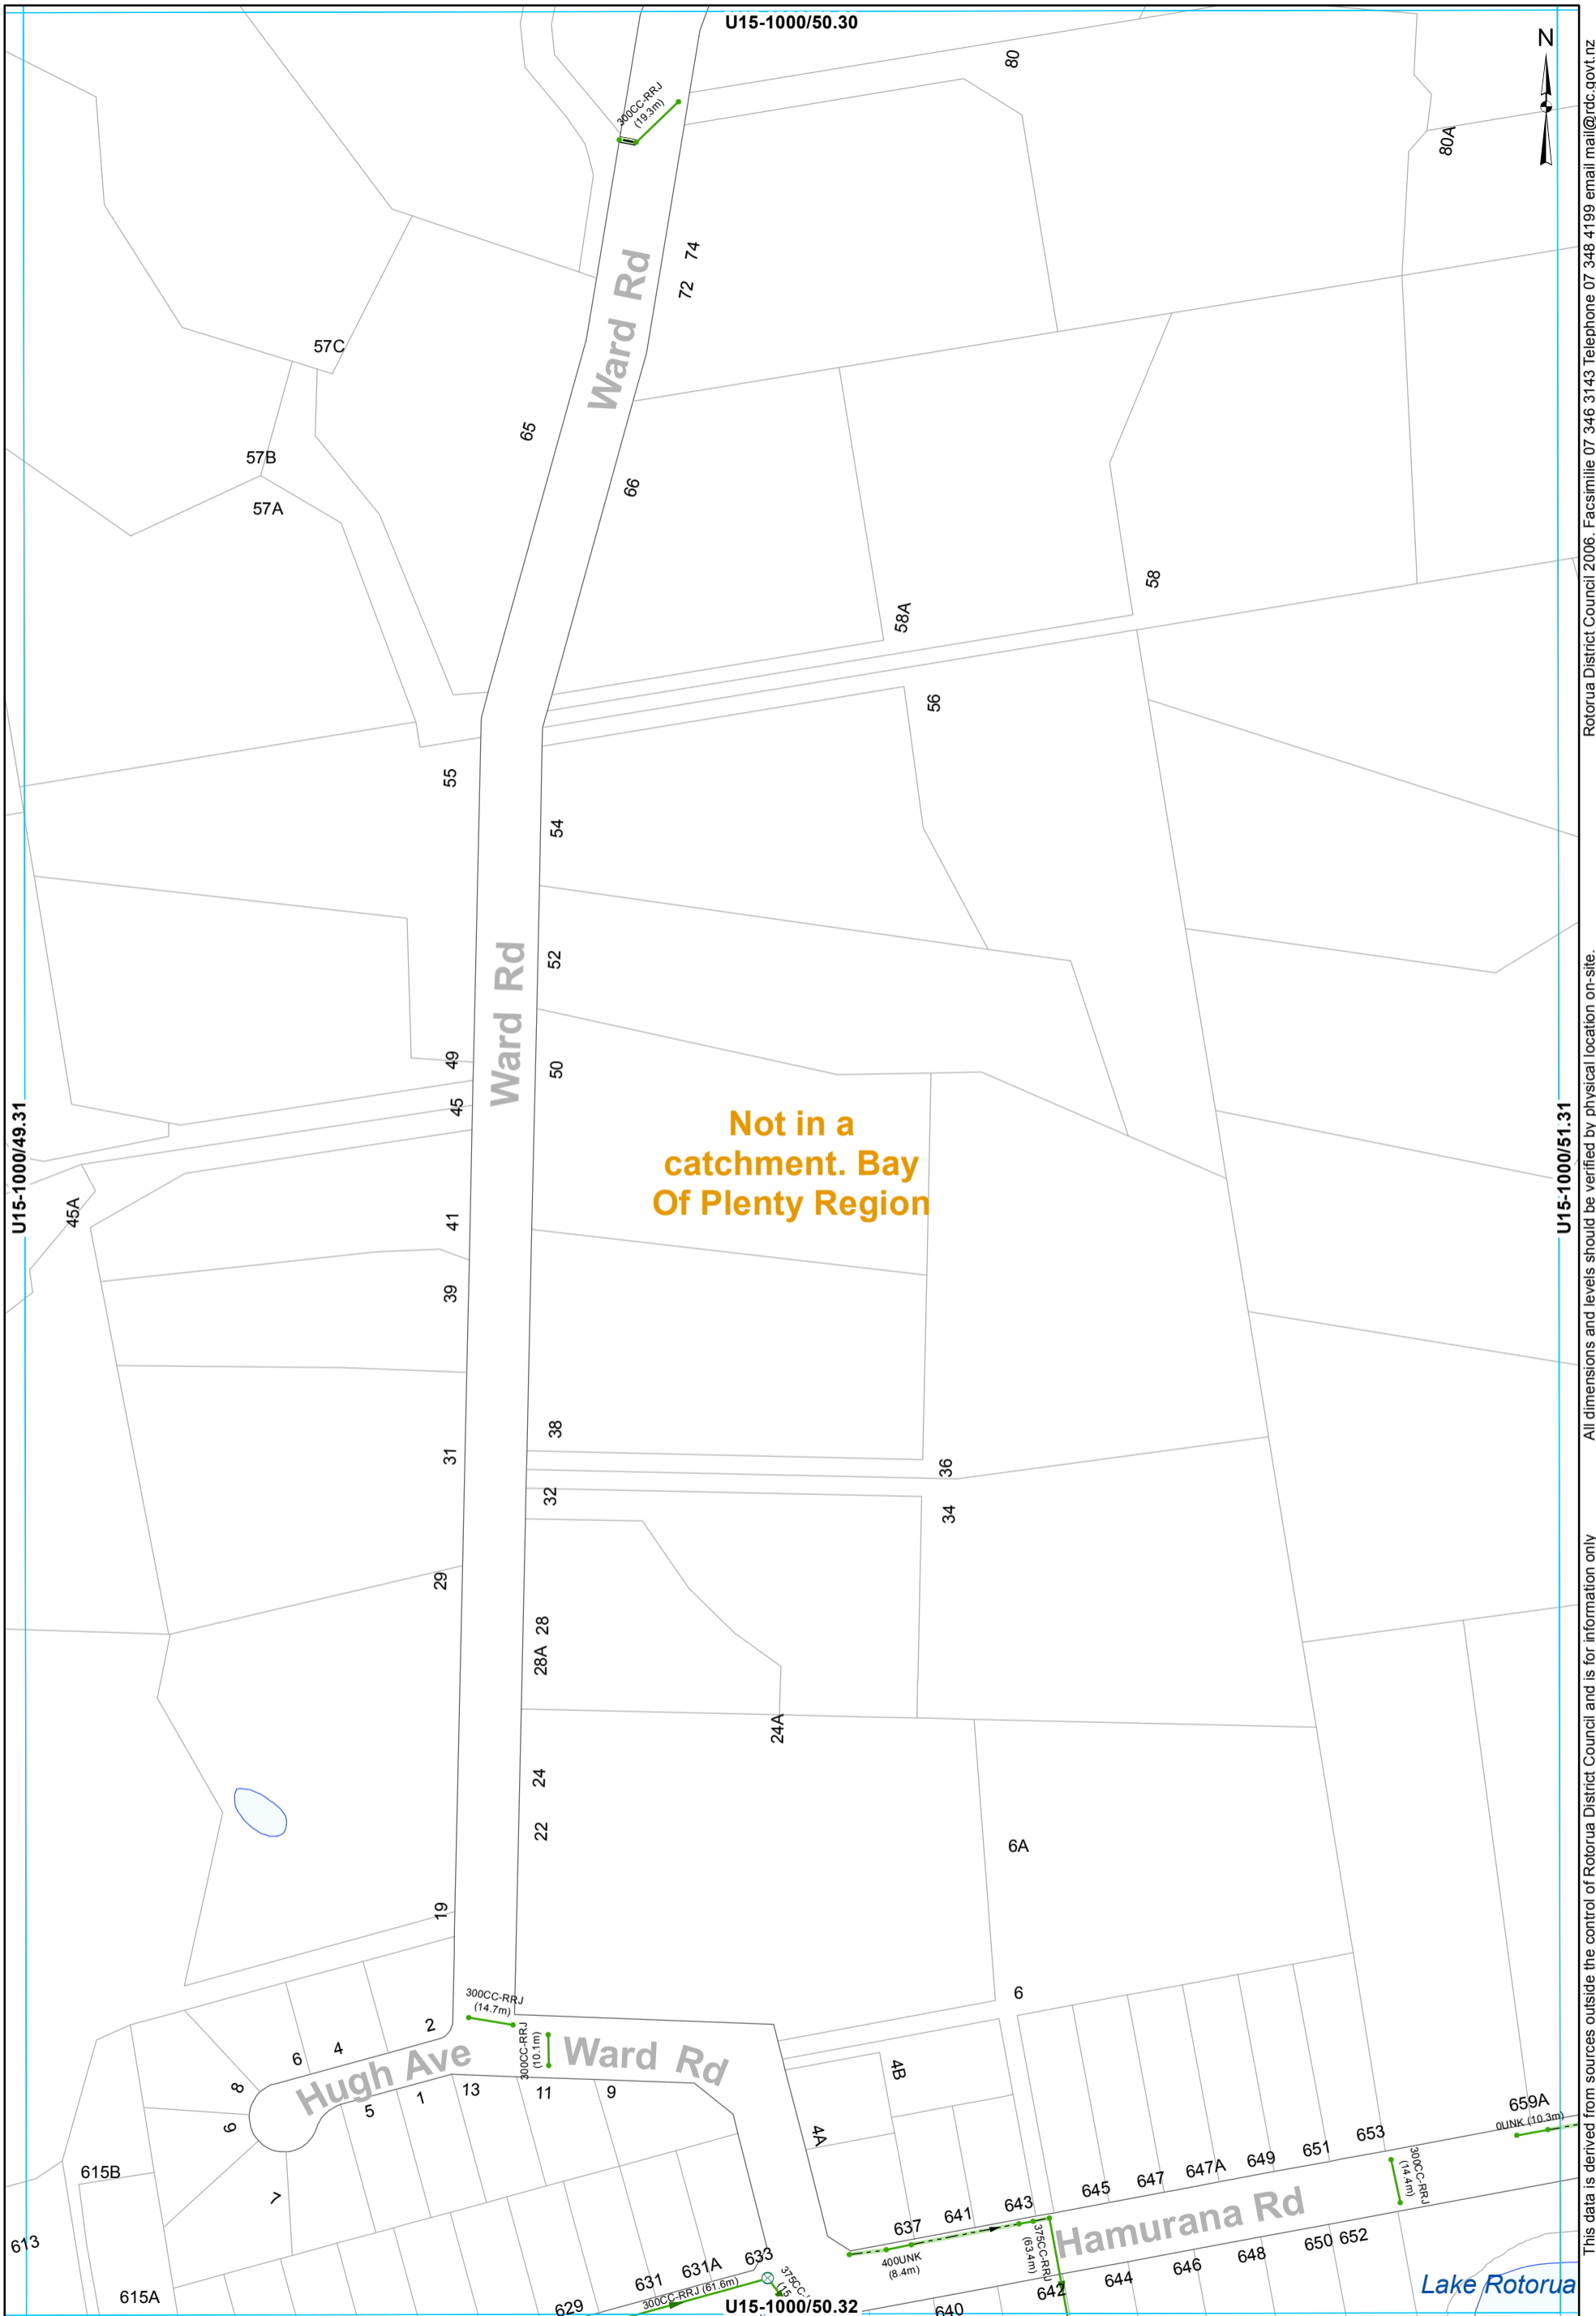 U15-1000/50.30
N
80
300CC-RRJ
(19.3m)
80A
74
72
Ward Rd
57C
65
57B
66
57A
58
58A
56
55
54
52
Ward Rd
49
50
45
Not in a
catchment. Bay
Of Plenty Region
U15-1000/49.31
U15-1000/51.31
45A
41
39
38
31
36
32
34
29
28
28A
24A
24
22
6A
19
6
300CC-RRJ
(14.7m)
300CC-RRJ
(10.1m)
2
4
6
Hugh Ave
Ward Rd
8
9
5
1
13
11
9
7
4B
4A
615B
613
615A
659A
0UNK (10.3m)
653
651
649
647A
647
645
643
641
637
300CC-RRJ
(14.4m)
Hamurana Rd
400UNK
(8.4m)
375CC-RRJ
(63.4m)
633
631A
631
629
300CC-RRJ (61.6m)
375CC-
(15
652
650
648
646
644
642
640
Lake Rotorua
U15-1000/50.32
This data is derived from sources outside the control of Rotorua District Council and is for information only
All dimensions and levels should be verified by physical location on-site.
Rotorua District Council 2006. Facsimilie 07 346 3143 Telephone 07 348 4199 email mail@rdc.govt.nz